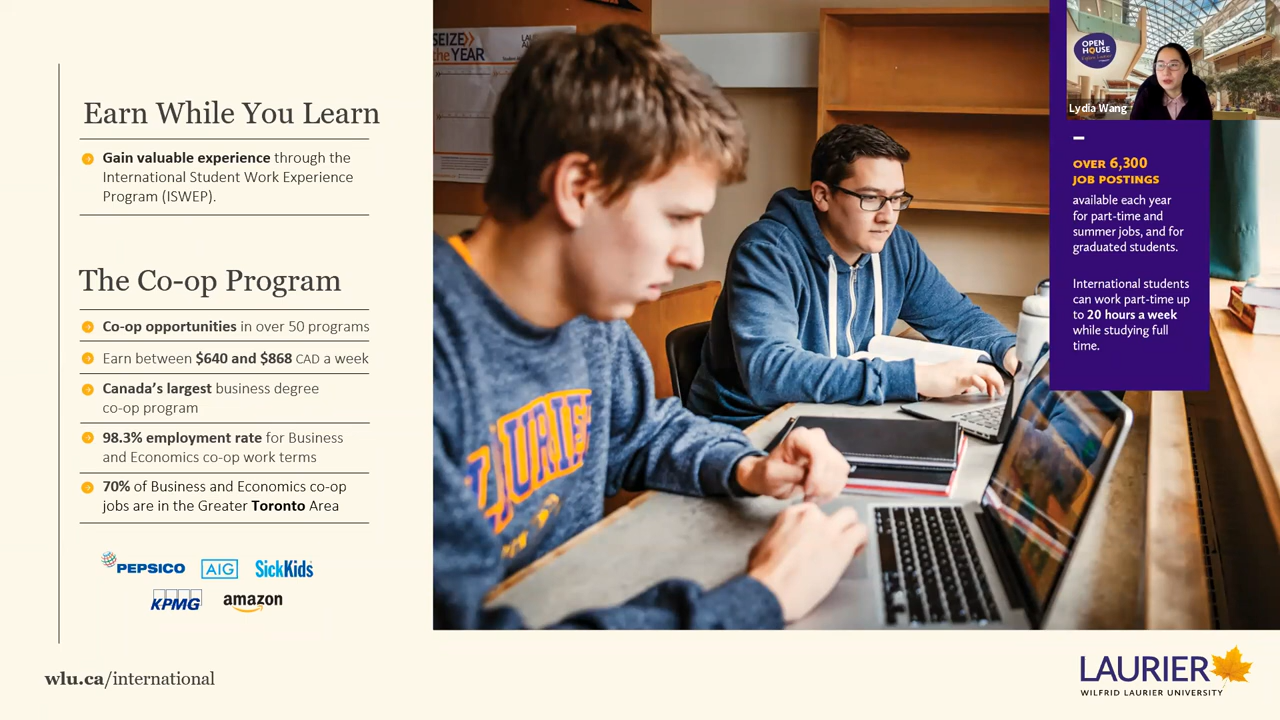 Earn While You Learn
Gain valuable experience through the
International Student Work Experience
Program (ISWEP).
The Co-op Program
Co-op opportunities in over 50 programs
Earn between $640 and $868 CAD a week
Canada's largest business degree
co-op program
98.3% employment rate for Business
and Economics co-op work terms
70% of Business and Economics co-op
jobs are in the Greater Toronto Area
PEPSICO
AIG
SickKids
KPMG
amazon
wlu.ca/international
SEIZE
the YEAR
LAURIER
OPEN
HOUSE
Lydia Wang
OVER 6,300
JOB POSTINGS
available each year
for part-time and
summer jobs, and for
graduated students.
International students
can work part-time up
to 20 hours a week
while studying full
time.
LAURIER
WILFRID LAURIER UNIVERSITY